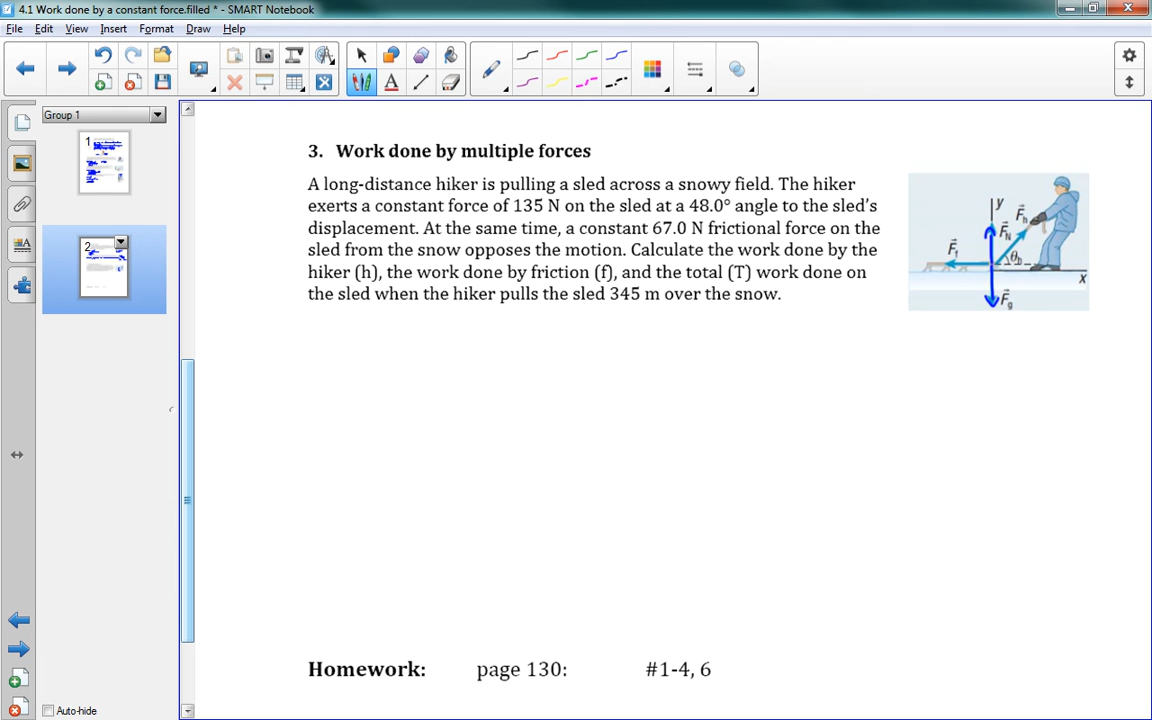 4.1 Work done by a constant force.filled * - SMART Notebook
File Edit View Insert Format Draw Help
Group 1
1
2
3. Work done by multiple forces
A long-distance hiker is pulling a sled across a snowy field. The hiker
exerts a constant force of 135 N on the sled at a 48.0° angle to the sled's
displacement. At the same time, a constant 67.0 N frictional force on the
sled from the snow opposes the motion. Calculate the work done by the
hiker (h), the work done by friction (f), and the total (T) work done on
the sled when the hiker pulls the sled 345 m over the snow.
y
F⃗h
F⃗N
F⃗f
θh
x
F⃗g
Homework: page 130: #1-4, 6
Auto-hide